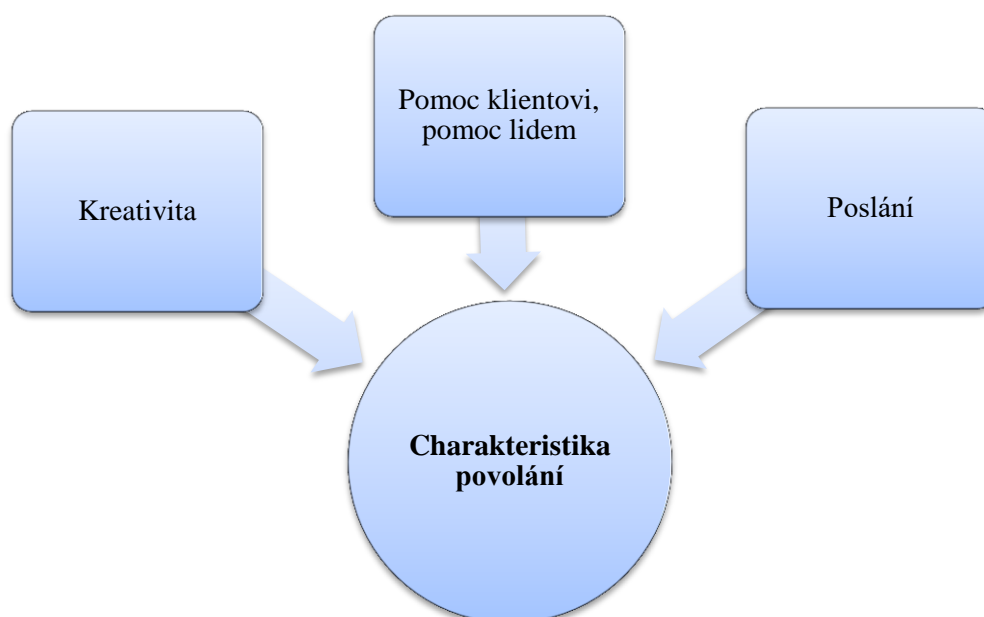 Pomoc klientovi,
pomoc lidem
Kreativita
Poslání
Charakteristika
povolání